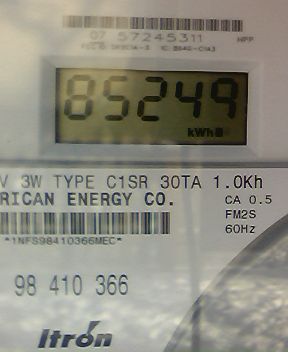 07 57245311
85249
kWh
V 3W TYPE C1SR 30TA 1.0Kh
RICAN ENERGY CO.
CA 0.5
FM2S
60Hz
*1NFS98410366MEC*
98 410 366
Itrón